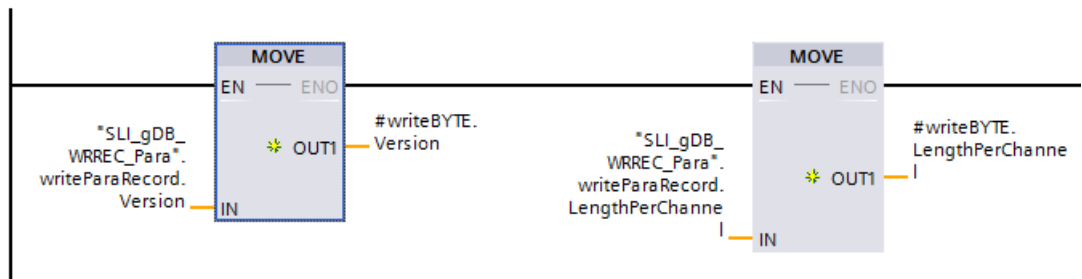 MOVE
EN ENO
"SLI_gDB_
WRREC_Para".
writeParaRecord.
Version
IN
OUT1
#writeBYTE.
Version
MOVE
EN ENO
"SLI_gDB_
WRREC_Para".
writeParaRecord.
LengthPerChanne
l
IN
OUT1
#writeBYTE.
LengthPerChanne
l